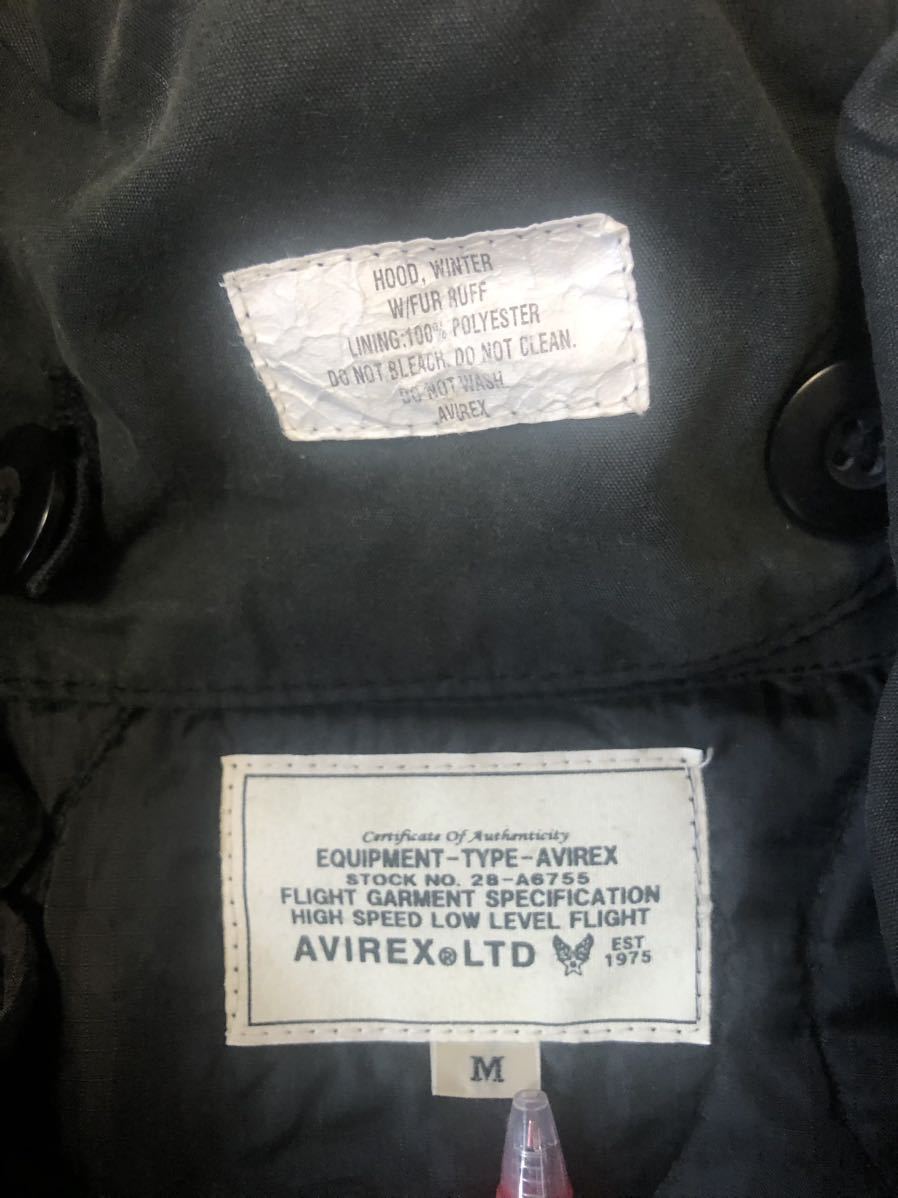 HOOD, WINTER
W/FUR RUFF
LINING:100% POLYESTER
DO NOT BLEACH. DO NOT CLEAN.
DO NOT WASH
AVIREX
Certificate Of Authenticity
EQUIPMENT-TYPE-AVIREX
STOCK NO. 28-A6755
FLIGHT GARMENT SPECIFICATION
HIGH SPEED LOW LEVEL FLIGHT
AVIREX®LTD EST 1975
M